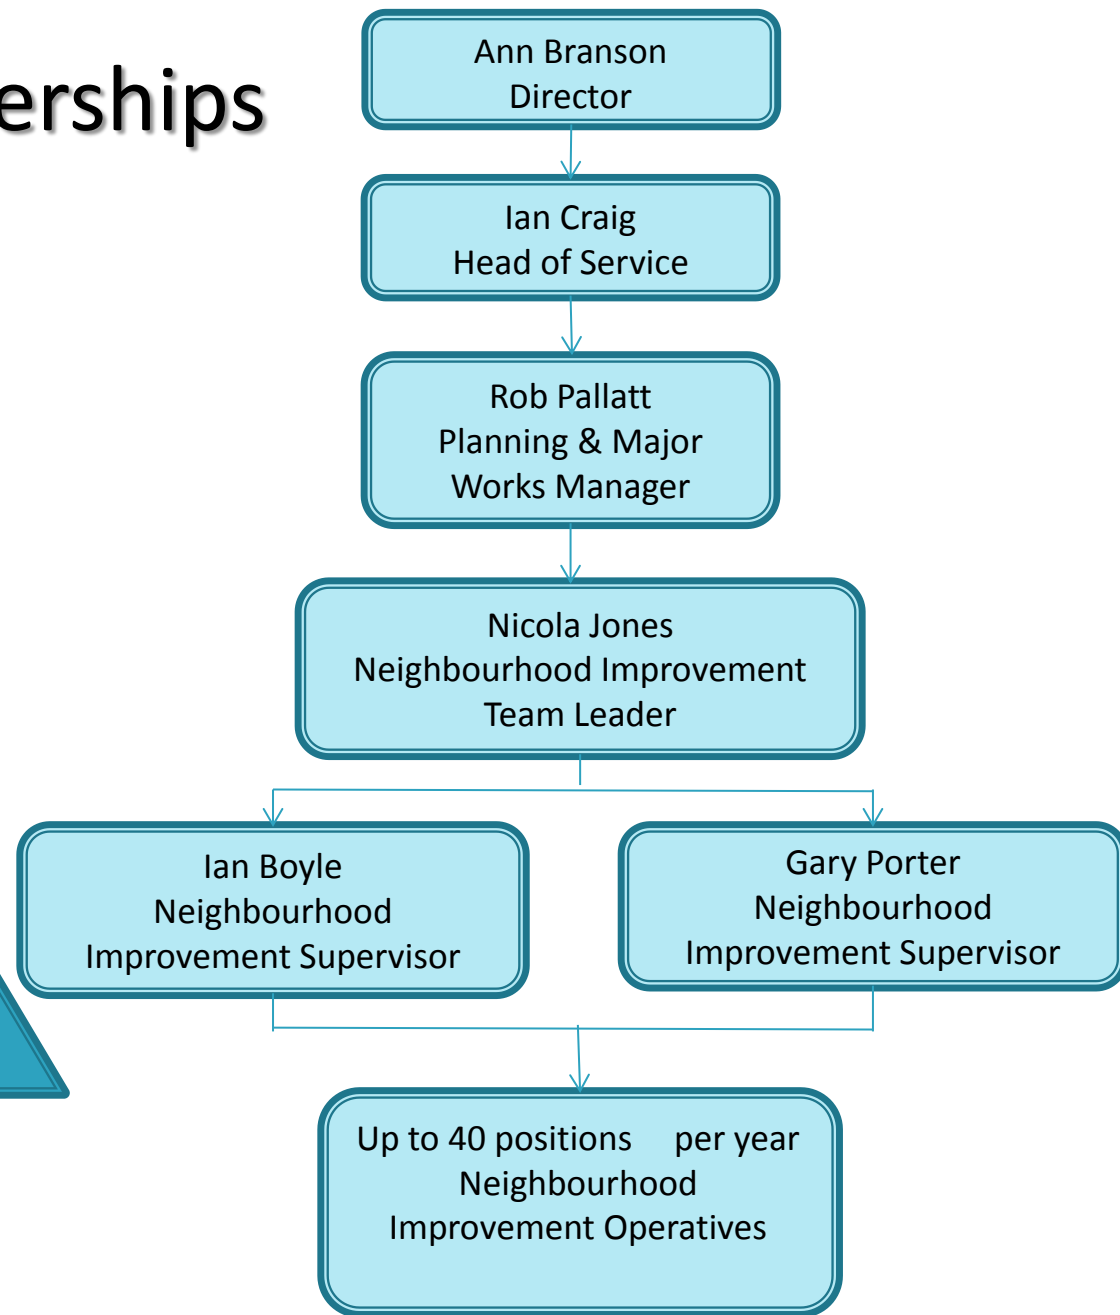 erships
Ann Branson
Director
Ian Craig
Head of Service
Rob Pallatt
Planning & Major
Works Manager
Nicola Jones
Neighbourhood Improvement
Team Leader
Ian Boyle
Neighbourhood
Improvement Supervisor
Gary Porter
Neighbourhood
Improvement Supervisor
Up to 40 positions    per year
Neighbourhood
Improvement Operatives